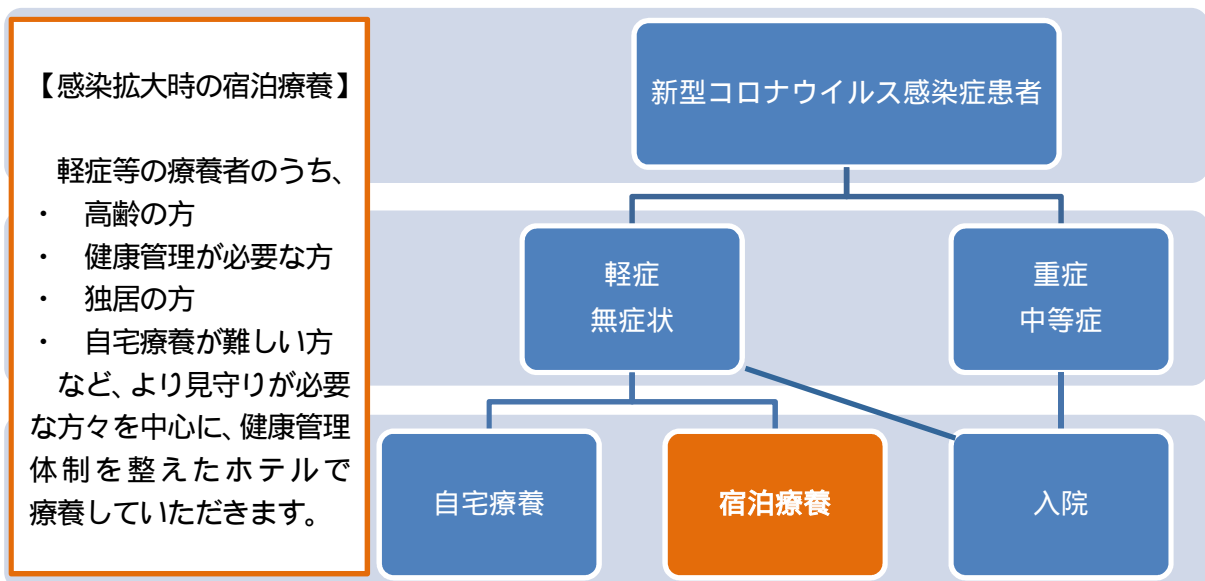 【感染拡大時の宿泊療養】
軽症等の療養者のうち、
・　高齢の方
・　健康管理が必要な方
・　独居の方
・　自宅療養が難しい方
など、より見守りが必要
な方々を中心に、健康管理
体制を整えたホテルで
療養していただきます。
新型コロナウイルス感染症患者
軽症
無症状
重症
中等症
自宅療養
宿泊療養
入院